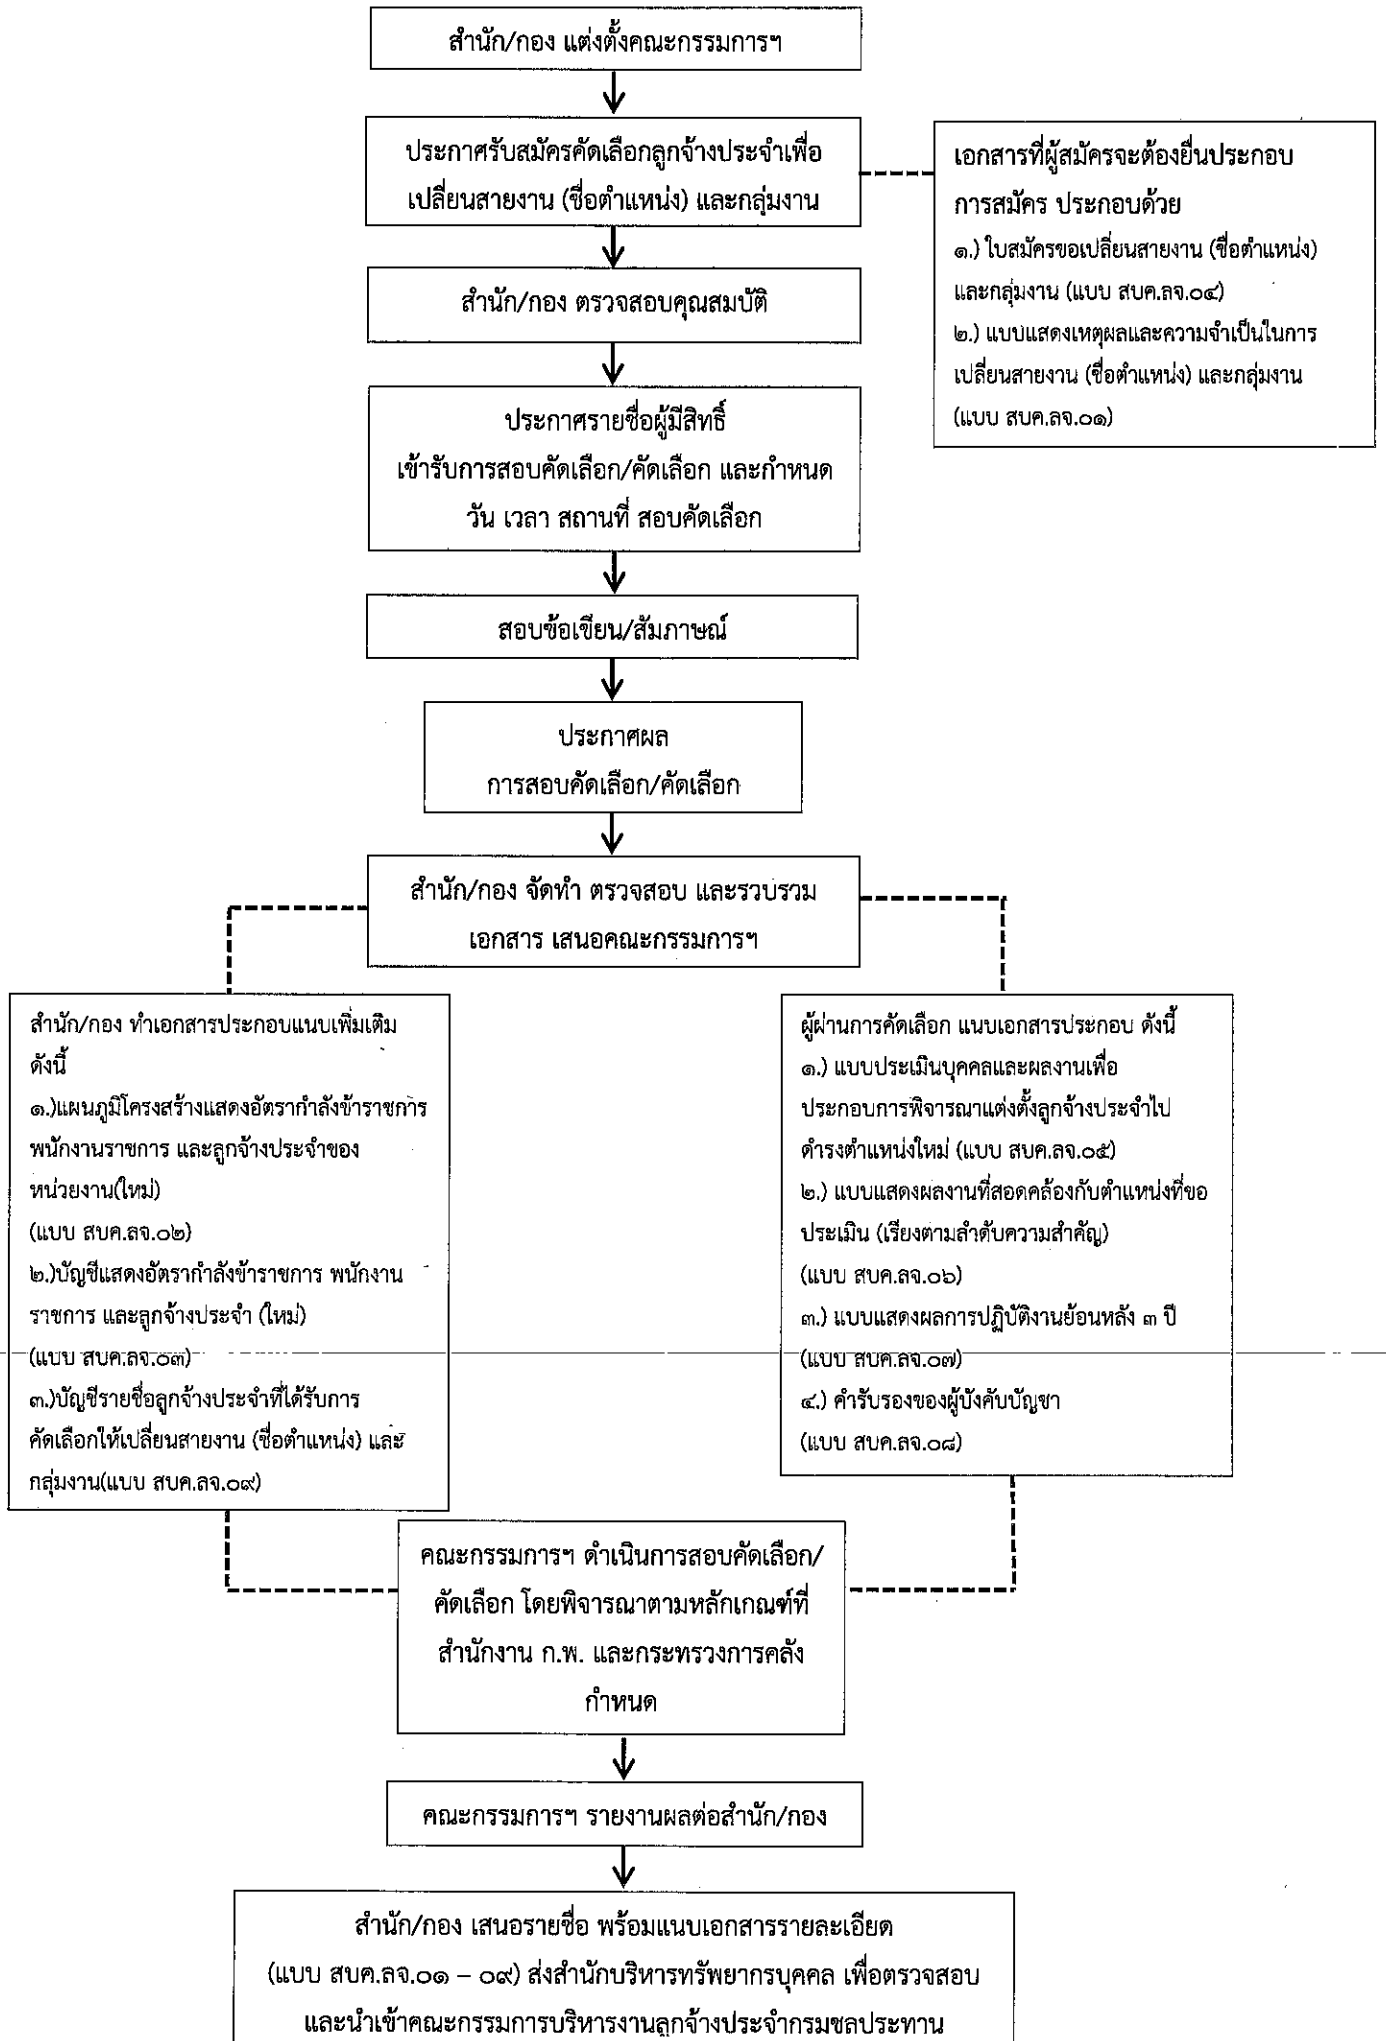 สำนัก/กอง แต่งตั้งคณะกรรมการฯ
ประกาศรับสมัครคัดเลือกลูกจ้างประจำเพื่อ
เปลี่ยนสายงาน (ชื่อตำแหน่ง) และกลุ่มงาน
เอกสารที่ผู้สมัครจะต้องยื่นประกอบ
การสมัคร ประกอบด้วย
๑.) ใบสมัครขอเปลี่ยนสายงาน (ชื่อตำแหน่ง)
และกลุ่มงาน (แบบ สบค.ลจ.๐๔)
๒.) แบบแสดงเหตุผลและความจำเป็นในการ
เปลี่ยนสายงาน (ชื่อตำแหน่ง) และกลุ่มงาน
(แบบ สบค.ลจ.๐๑)
สำนัก/กอง ตรวจสอบคุณสมบัติ
ประกาศรายชื่อผู้มีสิทธิ์
เข้ารับการสอบคัดเลือก/คัดเลือก และกำหนด
วัน เวลา สถานที่ สอบคัดเลือก
สอบข้อเขียน/สัมภาษณ์
ประกาศผล
การสอบคัดเลือก/คัดเลือก
สำนัก/กอง จัดทำ ตรวจสอบ และรวบรวม
เอกสาร เสนอคณะกรรมการฯ
สำนัก/กอง ทำเอกสารประกอบแนบเพิ่มเติม
ดังนี้
๑.)แผนภูมิโครงสร้างแสดงอัตรากำลังข้าราชการ
พนักงานราชการ และลูกจ้างประจำของ
หน่วยงาน(ใหม่)
(แบบ สบค.ลจ.๐๒)
๒.)บัญชีแสดงอัตรากำลังข้าราชการ พนักงาน
ราชการ และลูกจ้างประจำ (ใหม่)
(แบบ สบค.ลจ.๐๓)
๓.)บัญชีรายชื่อลูกจ้างประจำที่ได้รับการ
คัดเลือกให้เปลี่ยนสายงาน (ชื่อตำแหน่ง) และ
กลุ่มงาน(แบบ สบค.ลจ.๐๙)
ผู้ผ่านการคัดเลือก แนบเอกสารประกอบ ดังนี้
๑.) แบบประเมินบุคคลและผลงานเพื่อ
ประกอบการพิจารณาแต่งตั้งลูกจ้างประจำไป
ดำรงตำแหน่งใหม่ (แบบ สบค.ลจ.๐๕)
๒.) แบบแสดงผลงานที่สอดคล้องกับตำแหน่งที่ขอ
ประเมิน (เรียงตามลำดับความสำคัญ)
(แบบ สบค.ลจ.๐๖)
๓.) แบบแสดงผลการปฏิบัติงานย้อนหลัง ๓ ปี
(แบบ สบค.ลจ.๐๗)
๔.) คำรับรองของผู้บังคับบัญชา
(แบบ สบค.ลจ.๐๘)
คณะกรรมการฯ ดำเนินการสอบคัดเลือก/
คัดเลือก โดยพิจารณาตามหลักเกณฑ์ที่
สำนักงาน ก.พ. และกระทรวงการคลัง
กำหนด
คณะกรรมการฯ รายงานผลต่อสำนัก/กอง
สำนัก/กอง เสนอรายชื่อ พร้อมแนบเอกสารรายละเอียด
(แบบ สบค.ลจ.๐๑ – ๐๙) ส่งสำนักบริหารทรัพยากรบุคคล เพื่อตรวจสอบ
และนำเข้าคณะกรรมการบริหารงานลูกจ้างประจำกรมชลประทาน